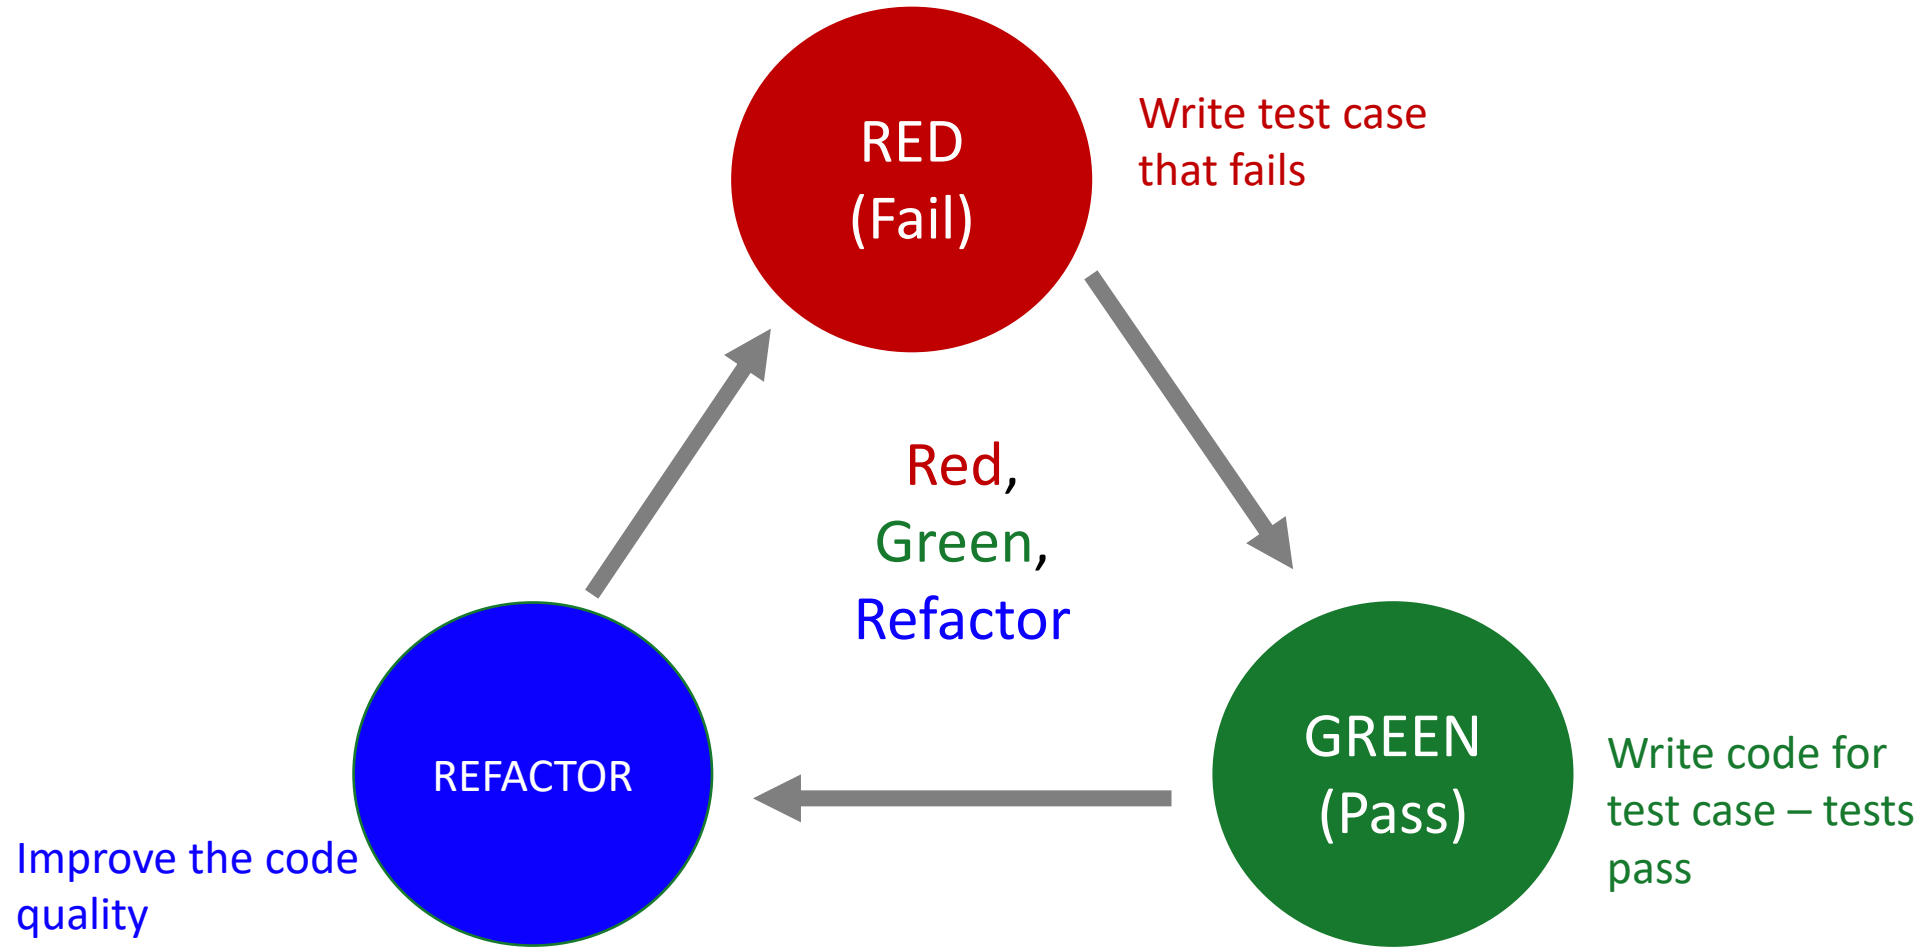 RED
(Fail)
Write test case
that fails
Red,
Green,
Refactor
REFACTOR
Improve the code
quality
GREEN
(Pass)
Write code for
test case – tests
pass